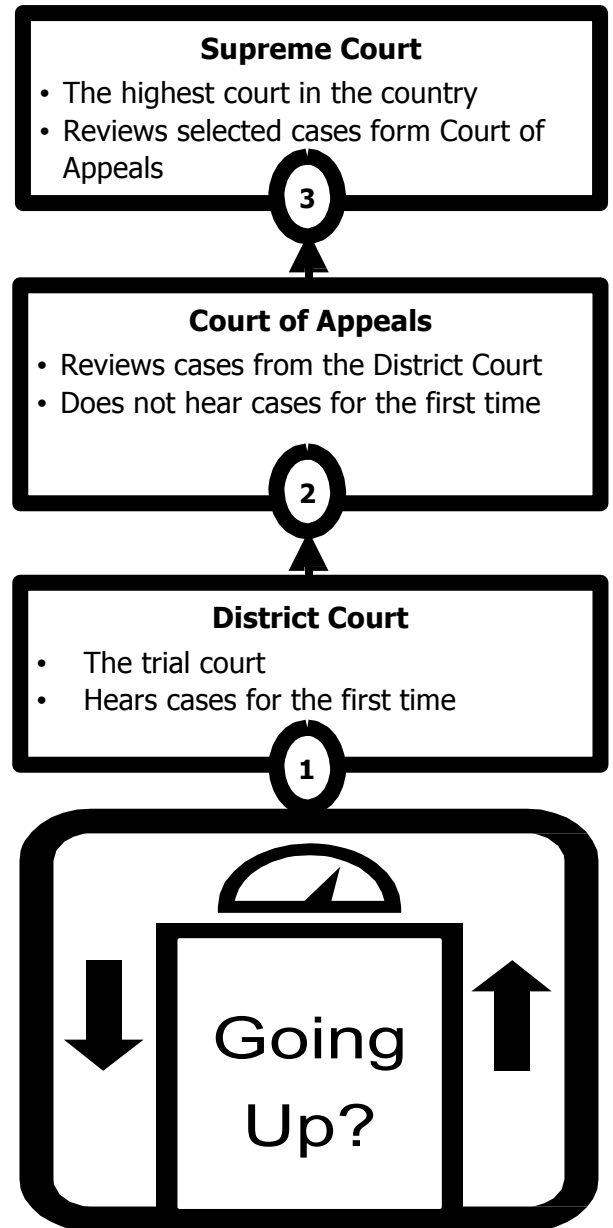 Supreme Court
• The highest court in the country
• Reviews selected cases form Court of
Appeals
3
Court of Appeals
• Reviews cases from the District Court
• Does not hear cases for the first time
2
District Court
• The trial court
• Hears cases for the first time
1
Going
Up?